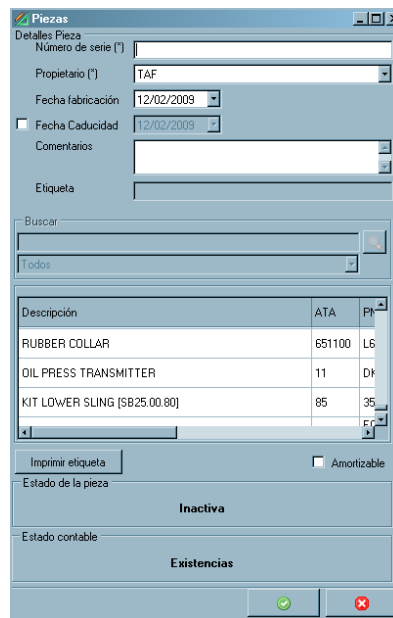 Piezas
Detalles Pieza
Número de serie (*)
Propietario (*) TAF
Fecha fabricación 12/02/2009
Fecha Caducidad 12/02/2009
Comentarios
Etiqueta
Buscar
Todos
Descripción ATA
RUBBER COLLAR 651100 L6
OIL PRESS TRANSMITTER 11
KIT LOWER SLING [SB25.00.80] 85 35
Imprimir etiqueta Amortizable
Estado de la pieza
Inactiva
Estado contable
Existencias